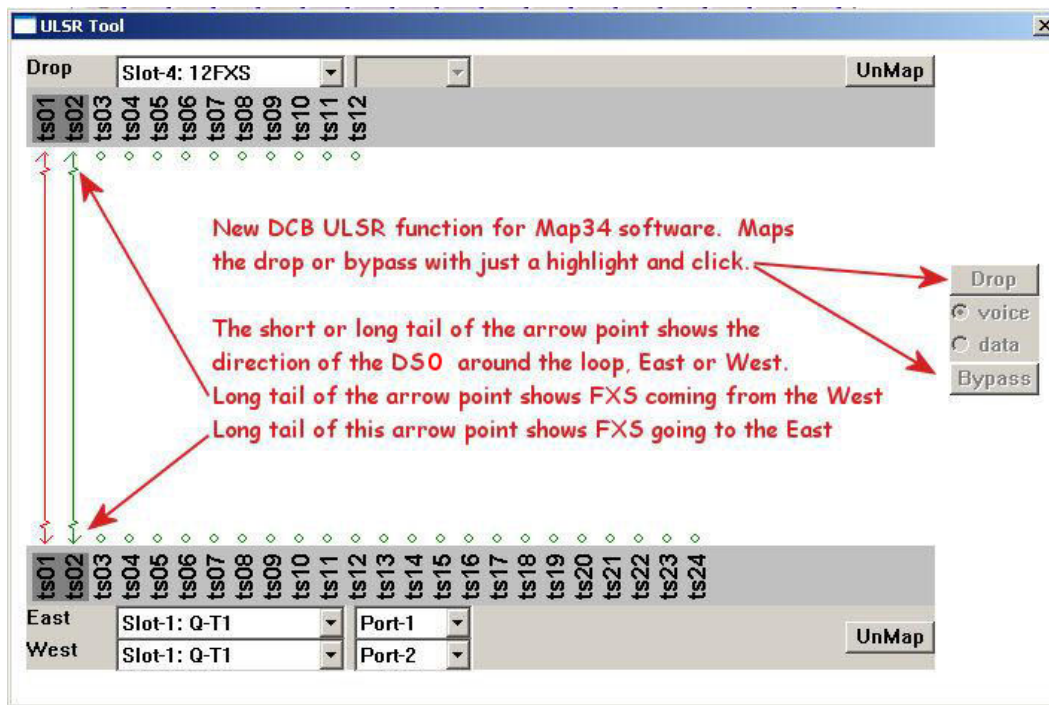 ULSR Tool
Drop Slot-4: 12FXS UnMap
ts01 ts02 ts03 ts04 ts05 ts06 ts07 ts08 ts09 ts10 ts11 ts12
New DCB ULSR function for Map34 software. Maps
the drop or bypass with just a highlight and click.
Drop
voice
data
Bypass
The short or long tail of the arrow point shows the
direction of the DS0 around the loop, East or West.
Long tail of the arrow point shows FXS coming from the West
Long tail of this arrow point shows FXS going to the East
ts01 ts02 ts03 ts04 ts05 ts06 ts07 ts08 ts09 ts10 ts11 ts12 ts13 ts14 ts15 ts16 ts17 ts18 ts19 ts20 ts21 ts22 ts23 ts24
East Slot-1: Q-T1 Port-1
West Slot-1: Q-T1 Port-2
UnMap